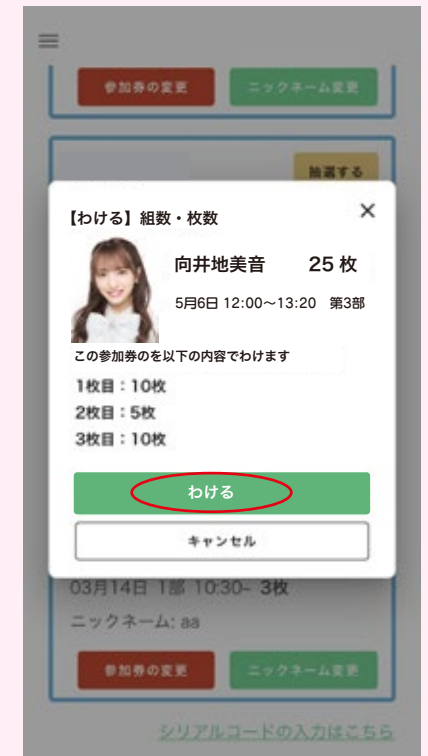 参加券の変更 ニックネーム変更
抽選する
【わける】組数・枚数 ×
向井地美音 25 枚
5月6日 12:00〜13:20 第3部
この参加券のを以下の内容でわけます
1枚目：10枚
2枚目：5枚
3枚目：10枚
わける
キャンセル
03月14日 1部 10:30– 3枚
ニックネーム: aa
参加券の変更 ニックネーム変更
シリアルコードの入力はこちら